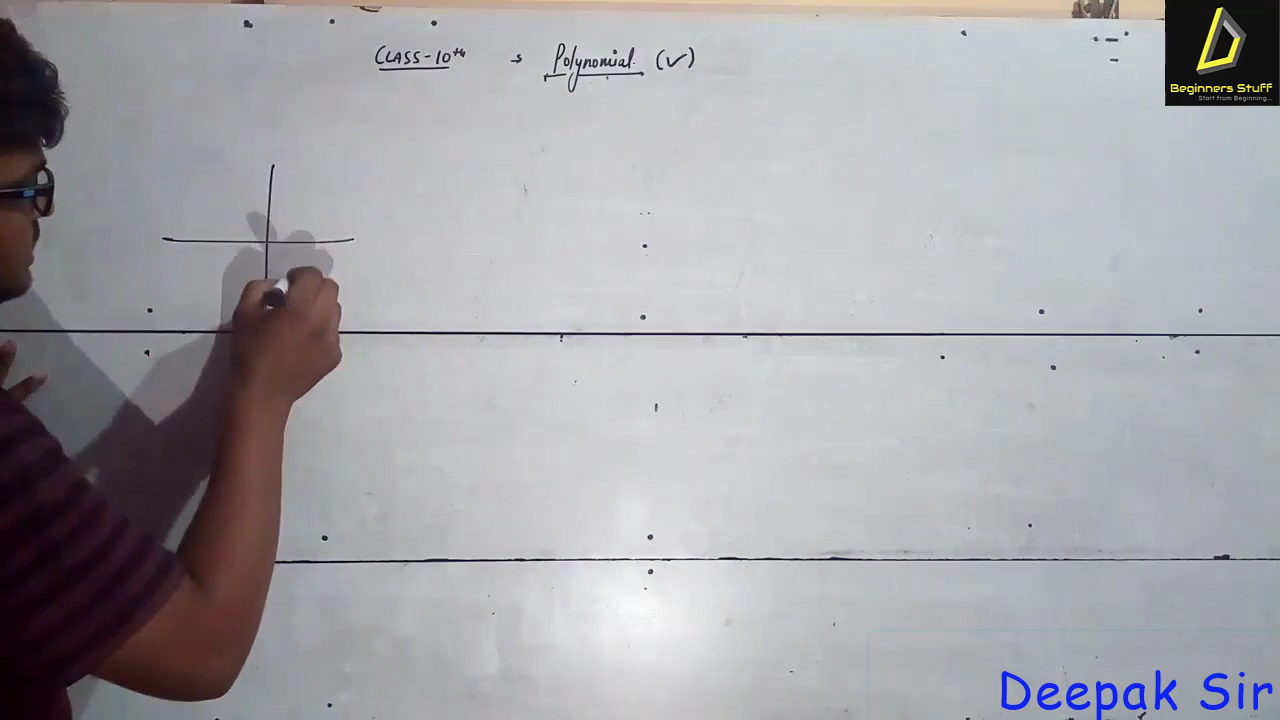 CLASS-10th → Polynomial (✓)
Beginners Stuff
Start from Beginning...
Deepak Sir